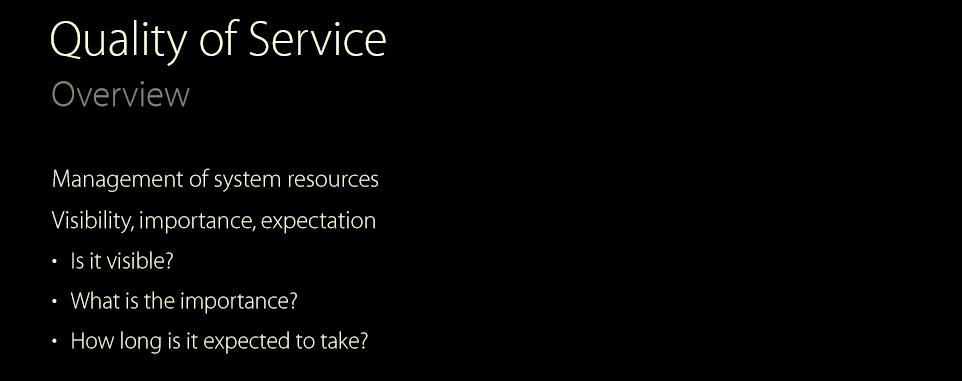 Quality of Service
Overview
Management of system resources
Visibility, importance, expectation
• Is it visible?
• What is the importance?
• How long is it expected to take?